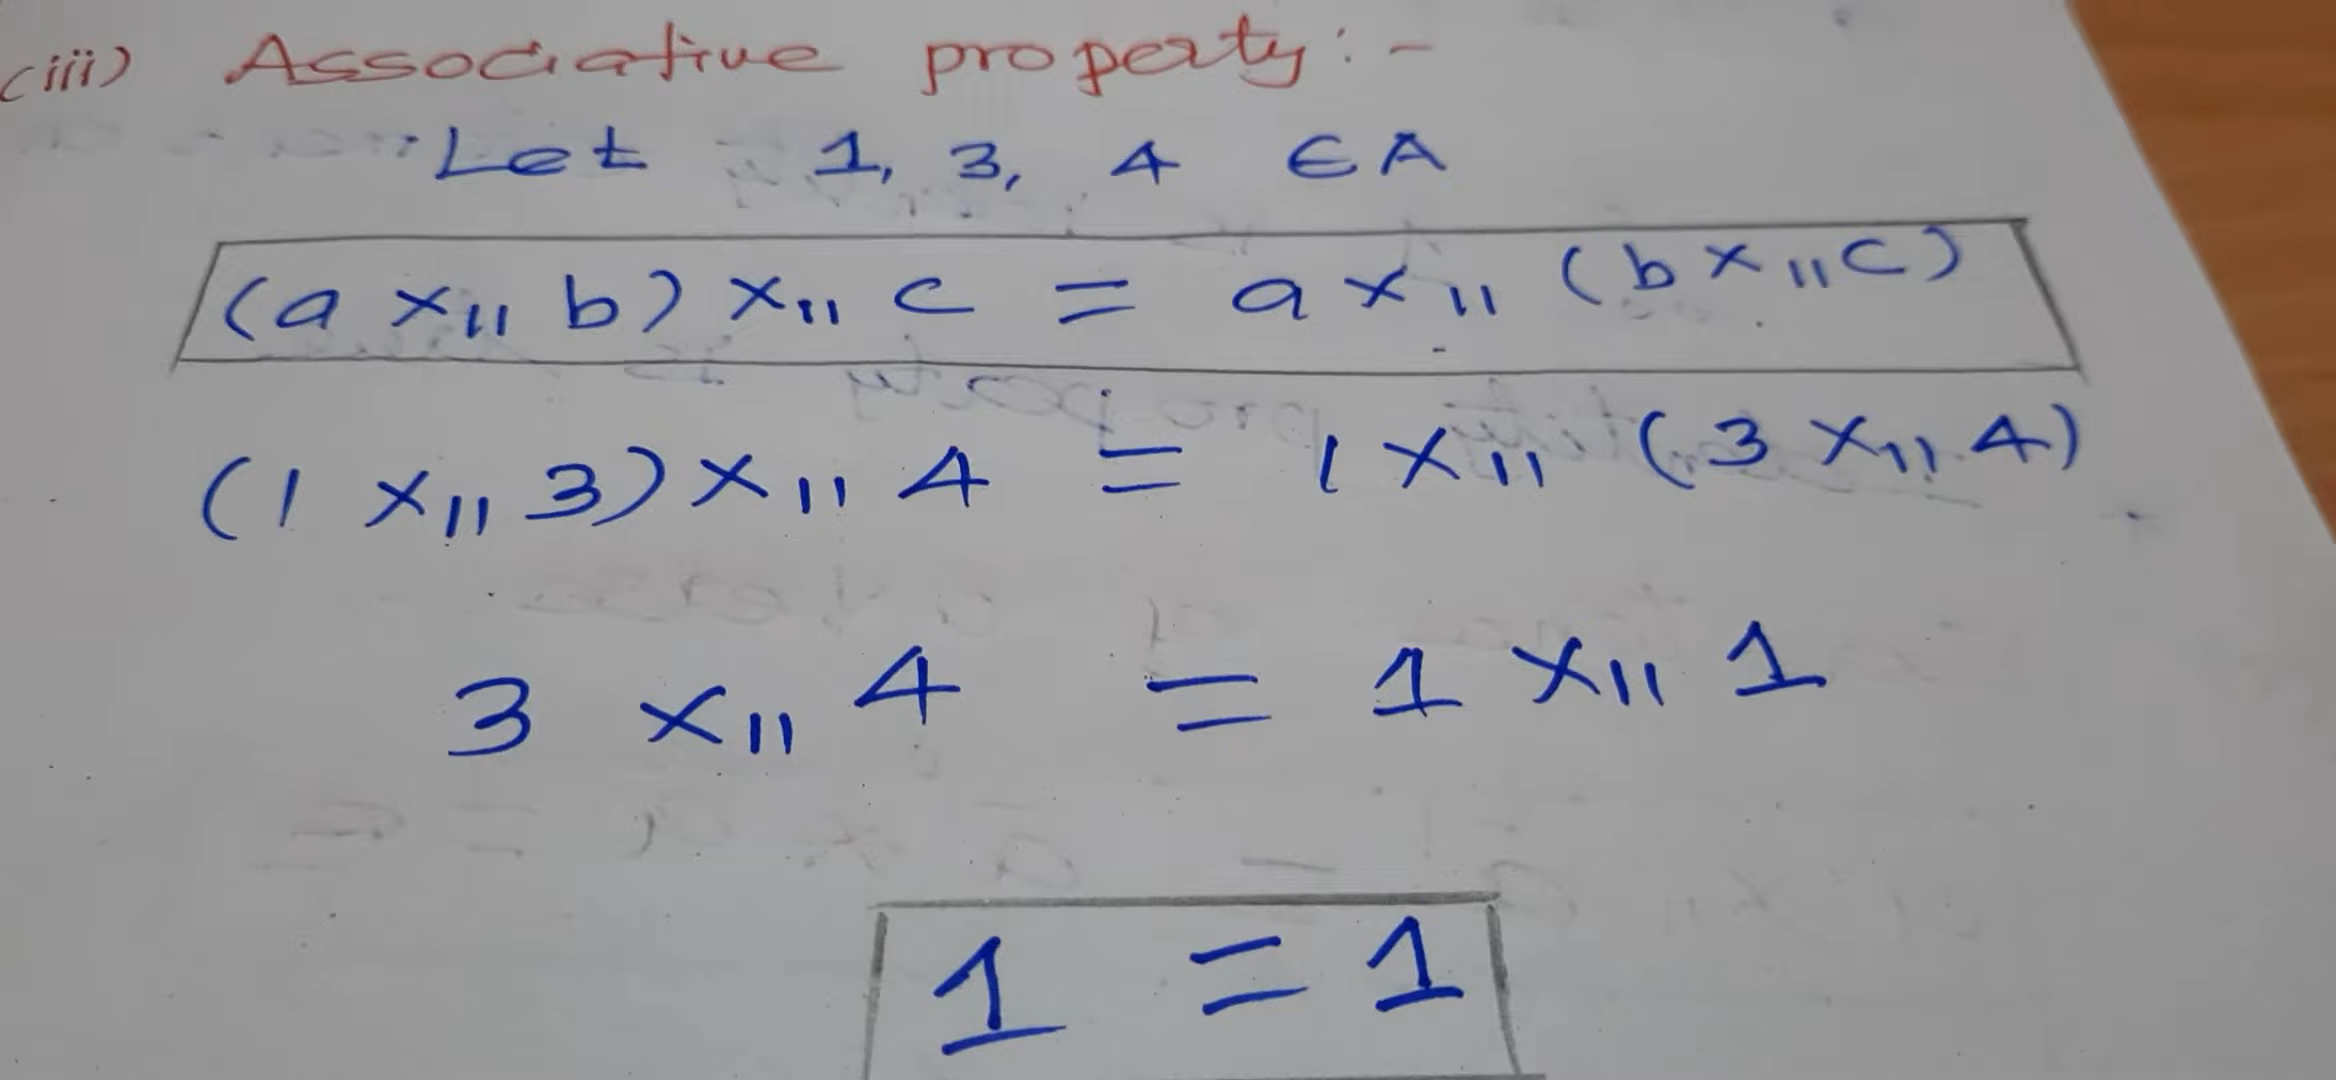 (iii) Associative property :-
Let 1, 3, 4 ∈ A
(a ×₁₁ b) ×₁₁ c = a ×₁₁ (b ×₁₁ c)
(1 ×₁₁ 3) ×₁₁ 4 = 1 ×₁₁ (3 ×₁₁ 4)
3 ×₁₁ 4 = 1 ×₁₁ 1
1 = 1